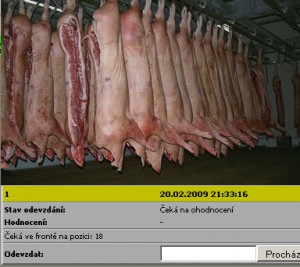 1 20.02.2009 21:33:16
Stav odevzdání: Čeká na ohodnocení
Hodnocení: -
Čeká ve frontě na pozici: 18
Odevzdat: Procház